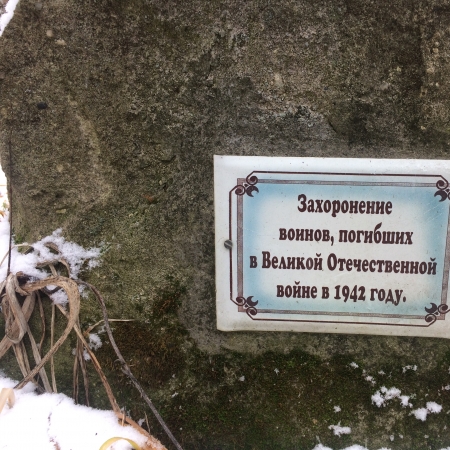 Захоронение
воинов, погибших
в Великой Отечественной
войне в 1942 году.